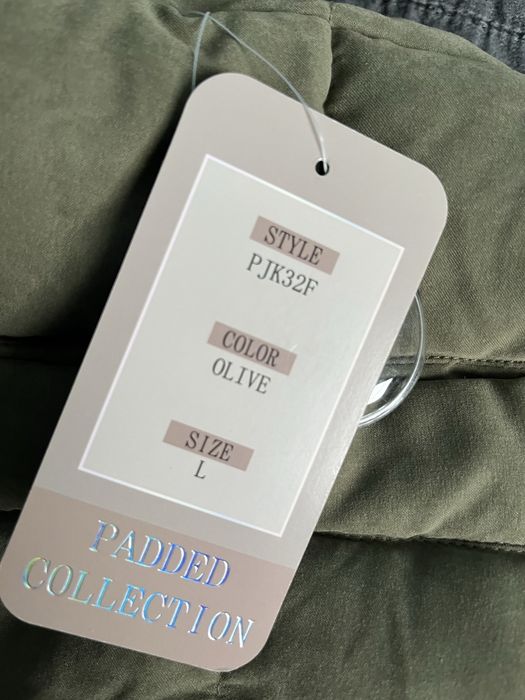 STYLE
PJK32F
COLOR
OLIVE
SIZE
L
PADDED
COLLECTION